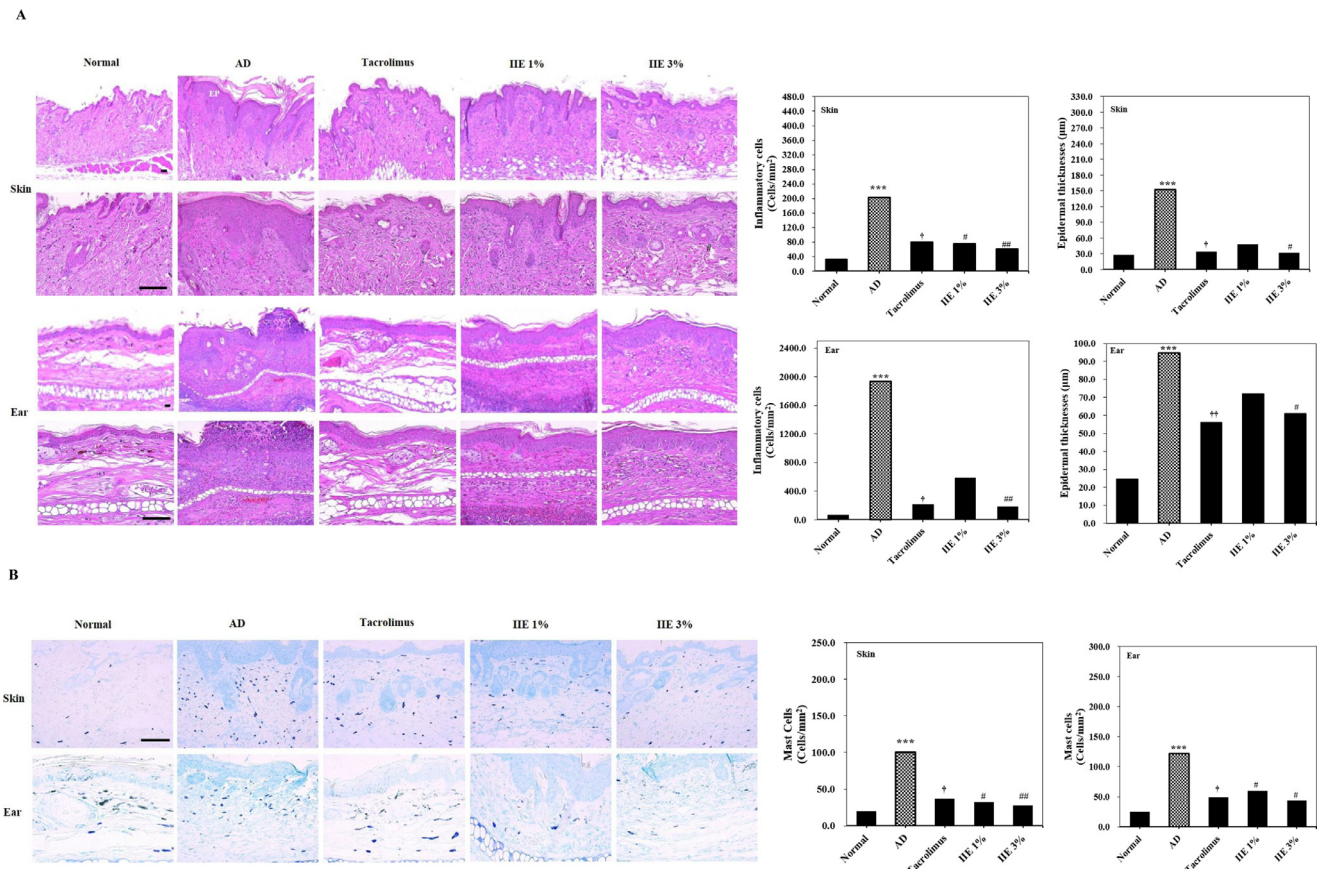 A
Normal
AD
Tacrolimus
IIE 1%
IIE 3%
EP
Skin
Ear
Skin
Inflammatory cells
(Cells/mm²)
480.0
440.0
400.0
360.0
320.0
280.0
240.0
200.0
160.0
120.0
80.0
40.0
0.0
***
†
#
##
Normal
AD
Tacrolimus
IIE 1%
IIE 3%
Skin
Epidermal thicknesses (μm)
330.0
300.0
270.0
240.0
210.0
180.0
150.0
120.0
90.0
60.0
30.0
0.0
***
†
#
Normal
AD
Tacrolimus
IIE 1%
IIE 3%
Ear
Inflammatory cells
(Cells/mm²)
2400.0
2000.0
1600.0
1200.0
800.0
400.0
0.0
***
†
##
Normal
AD
Tacrolimus
IIE 1%
IIE 3%
Ear
Epidermal thicknesses (μm)
100.0
90.0
80.0
70.0
60.0
50.0
40.0
30.0
20.0
10.0
0.0
***
††
#
Normal
AD
Tacrolimus
IIE 1%
IIE 3%
B
Normal
AD
Tacrolimus
IIE 1%
IIE 3%
Skin
Ear
Skin
Mast Cells
(Cells/mm²)
250.0
200.0
150.0
100.0
50.0
0.0
***
†
#
##
Normal
AD
Tacrolimus
IIE 1%
IIE 3%
Ear
Mast cells
(Cells/mm²)
300.0
250.0
200.0
150.0
100.0
50.0
0.0
***
†
#
#
Normal
AD
Tacrolimus
IIE 1%
IIE 3%